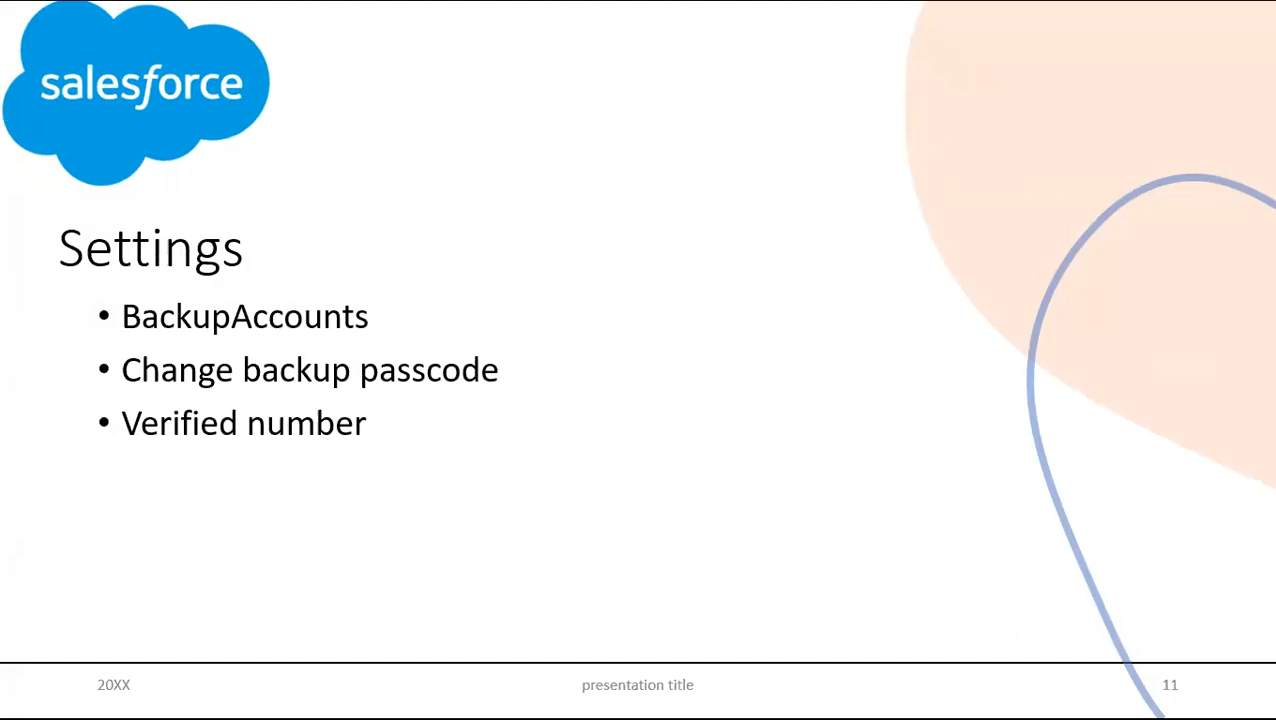 salesforce
Settings
• BackupAccounts
• Change backup passcode
• Verified number
20XX
presentation title
11